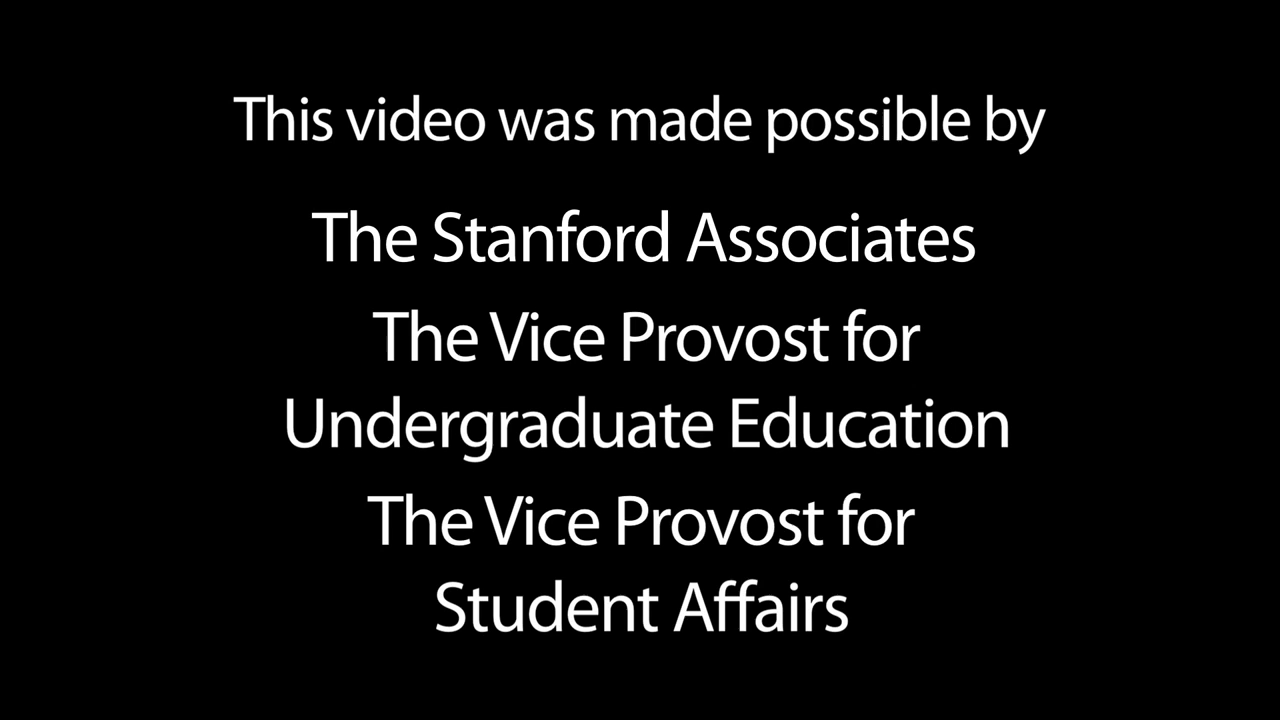 This video was made possible by
The Stanford Associates
The Vice Provost for
Undergraduate Education
The Vice Provost for
Student Affairs